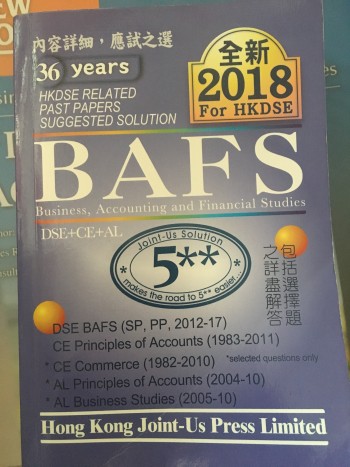 內容詳細，應試之選
36 years
HKDSE RELATED
PAST PAPERS
SUGGESTED SOLUTION
全新
2018
For HKDSE
BAFS
Business, Accounting and Financial Studies
DSE+CE+AL
Joint-Us Solution
5**
* makes the road to 5** easier... *
包括選擇題
之詳盡解答
DSE BAFS (SP, PP, 2012-17)
CE Principles of Accounts (1983-2011)
* CE Commerce (1982-2010) *selected questions only
* AL Principles of Accounts (2004-10)
* AL Business Studies (2005-10)
Hong Kong Joint-Us Press Limited